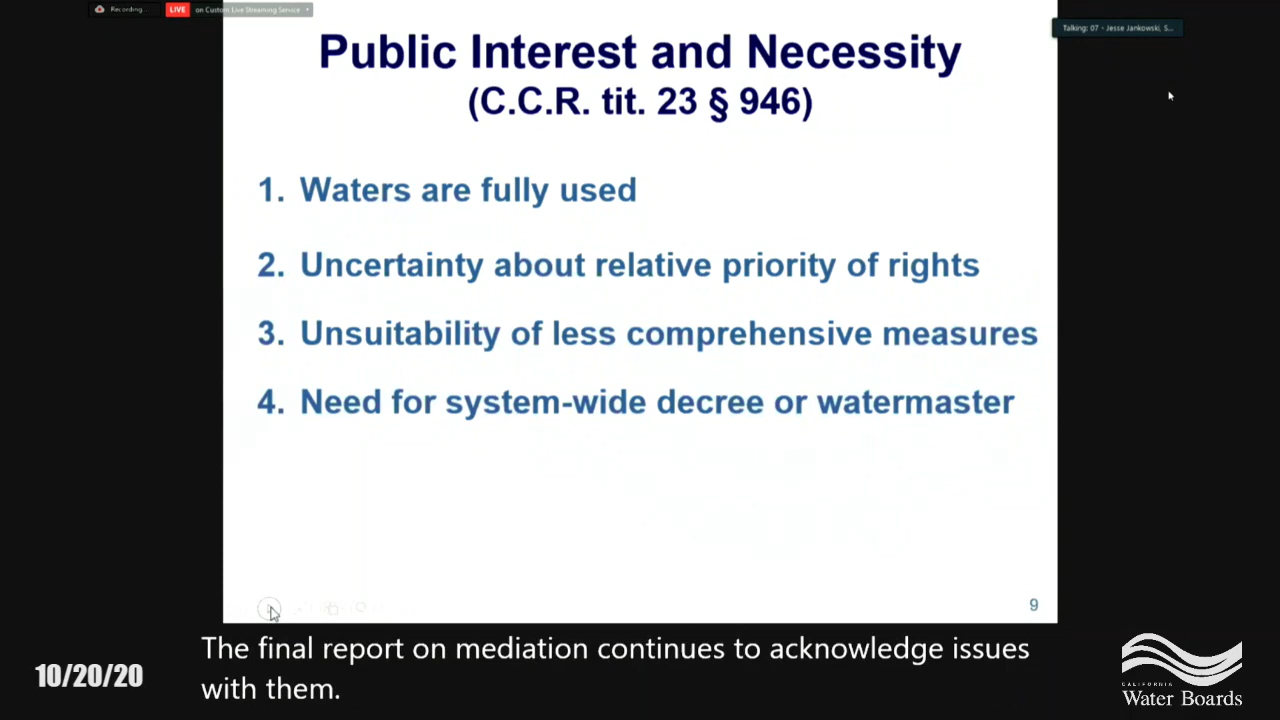 Recording...
LIVE on Custom Live Streaming Service
Talking: 07 - Jesse Jankowski, S...
Public Interest and Necessity
(C.C.R. tit. 23 § 946)
1. Waters are fully used
2. Uncertainty about relative priority of rights
3. Unsuitability of less comprehensive measures
4. Need for system-wide decree or watermaster
9
The final report on mediation continues to acknowledge issues
with them.
10/20/20
CALIFORNIA
Water Boards